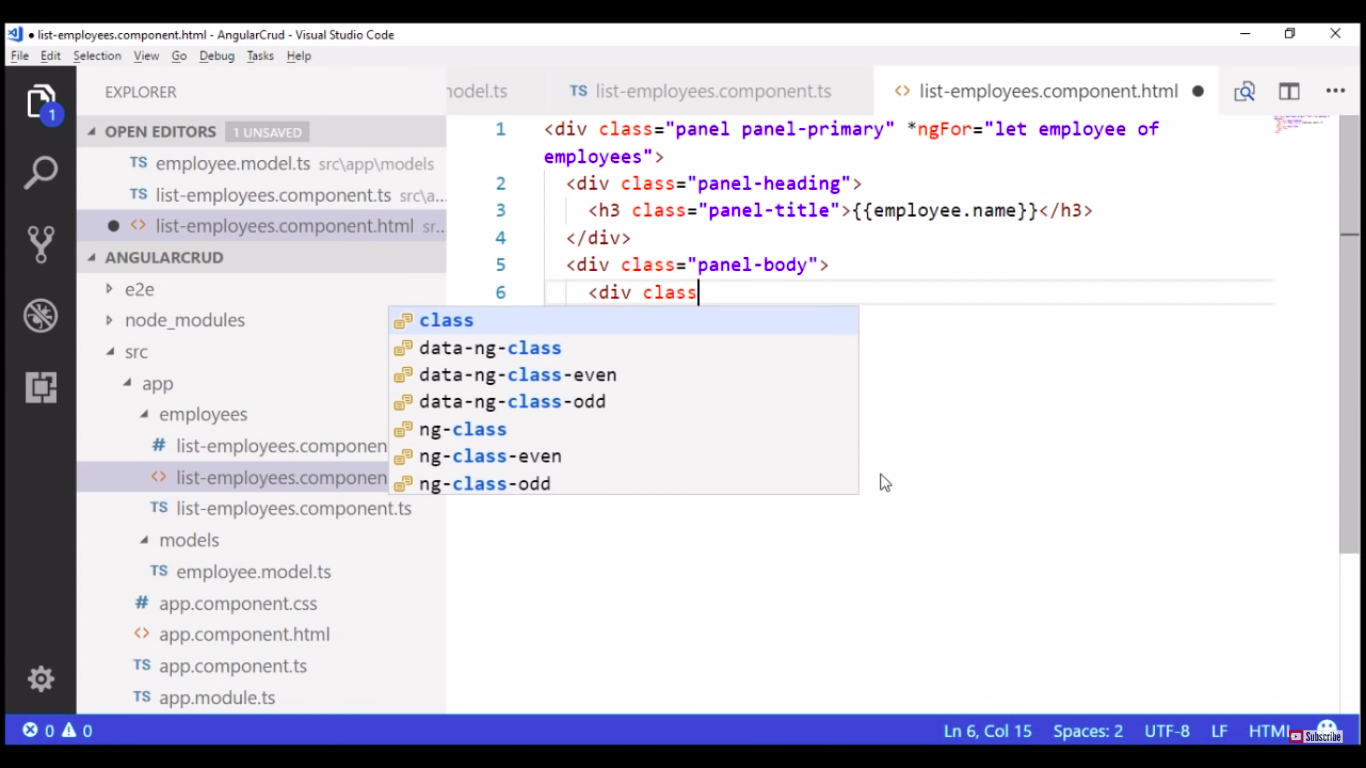 ● list-employees.component.html - AngularCrud - Visual Studio Code
File Edit Selection View Go Debug Tasks Help
EXPLORER
1
OPEN EDITORS 1 UNSAVED
TS employee.model.ts src\app\models
TS list-employees.component.ts src\a...
● <> list-employees.component.html sr...
ANGULARCRUD
e2e
node_modules
src
app
employees
# list-employees.componen
<> list-employees.componen
TS list-employees.component.ts
models
TS employee.model.ts
# app.component.css
<> app.component.html
TS app.component.ts
TS app.module.ts
nodel.ts TS list-employees.component.ts <> list-employees.component.html ●
1 <div class="panel panel-primary" *ngFor="let employee of
employees">
2 <div class="panel-heading">
3 <h3 class="panel-title">{{employee.name}}</h3>
4 </div>
5 <div class="panel-body">
6 <div class
class
data-ng-class
data-ng-class-even
data-ng-class-odd
ng-class
ng-class-even
ng-class-odd
0 0 Ln 6, Col 15 Spaces: 2 UTF-8 LF HTML
Subscribe